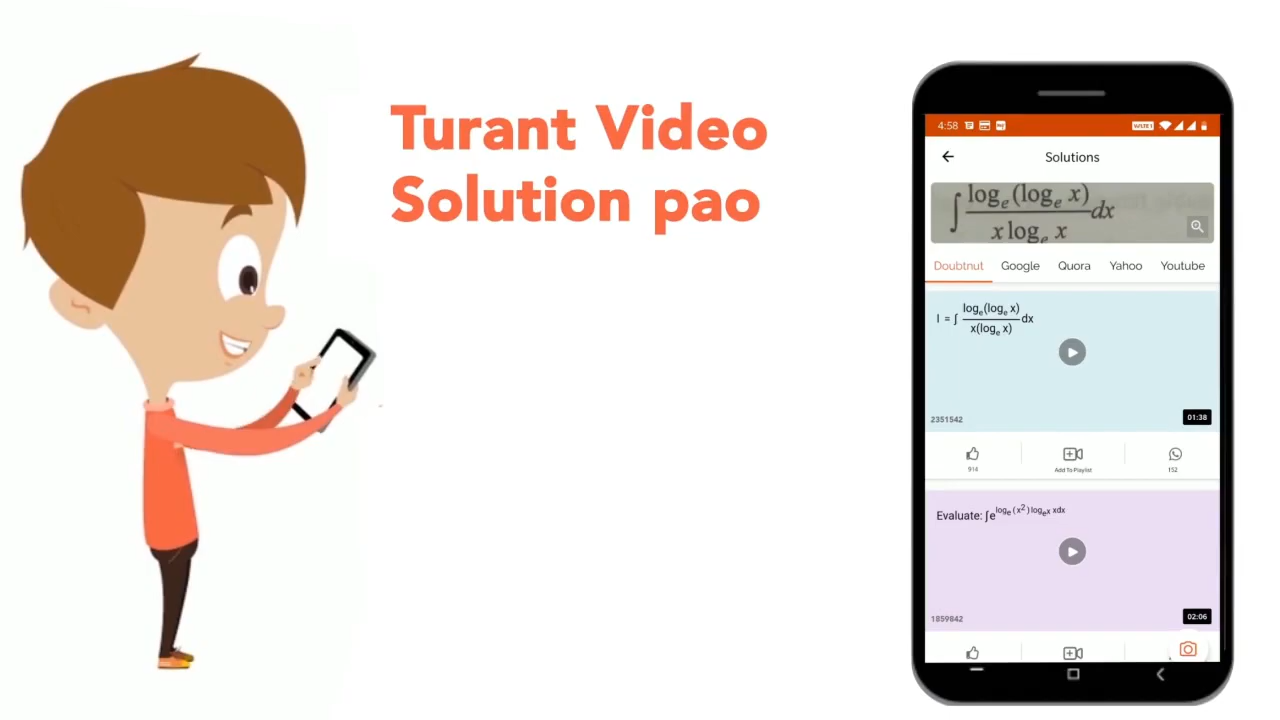 Turant Video
Solution pao
4:58
Solutions
∫ logₑ(logₑ x) / x logₑ x dx
Doubtnut Google Quora Yahoo Youtube
I = ∫ logₑ(logₑ x) / x(logₑ x) dx
2351542 01:38
914 Add To Playlist 152
Evaluate: ∫e^logₑ(x²)logₑx xdx
1859842 02:06